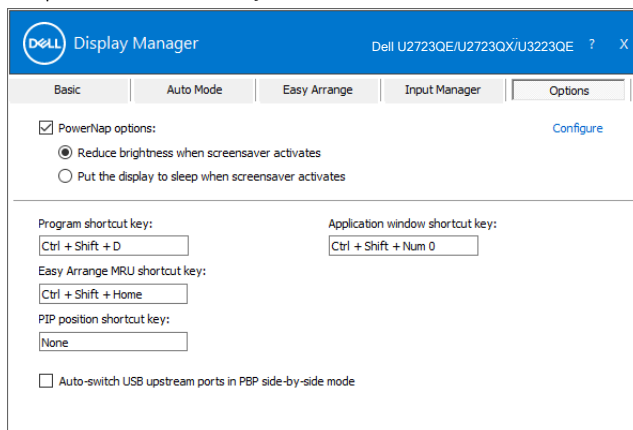 DELL Display Manager Dell U2723QE/U2723QX/U3223QE ? X
Basic Auto Mode Easy Arrange Input Manager Options
PowerNap options: Configure
Reduce brightness when screensaver activates
Put the display to sleep when screensaver activates
Program shortcut key: Application window shortcut key:
Ctrl + Shift + D Ctrl + Shift + Num 0
Easy Arrange MRU shortcut key:
Ctrl + Shift + Home
PIP position shortcut key:
None
Auto-switch USB upstream ports in PBP side-by-side mode